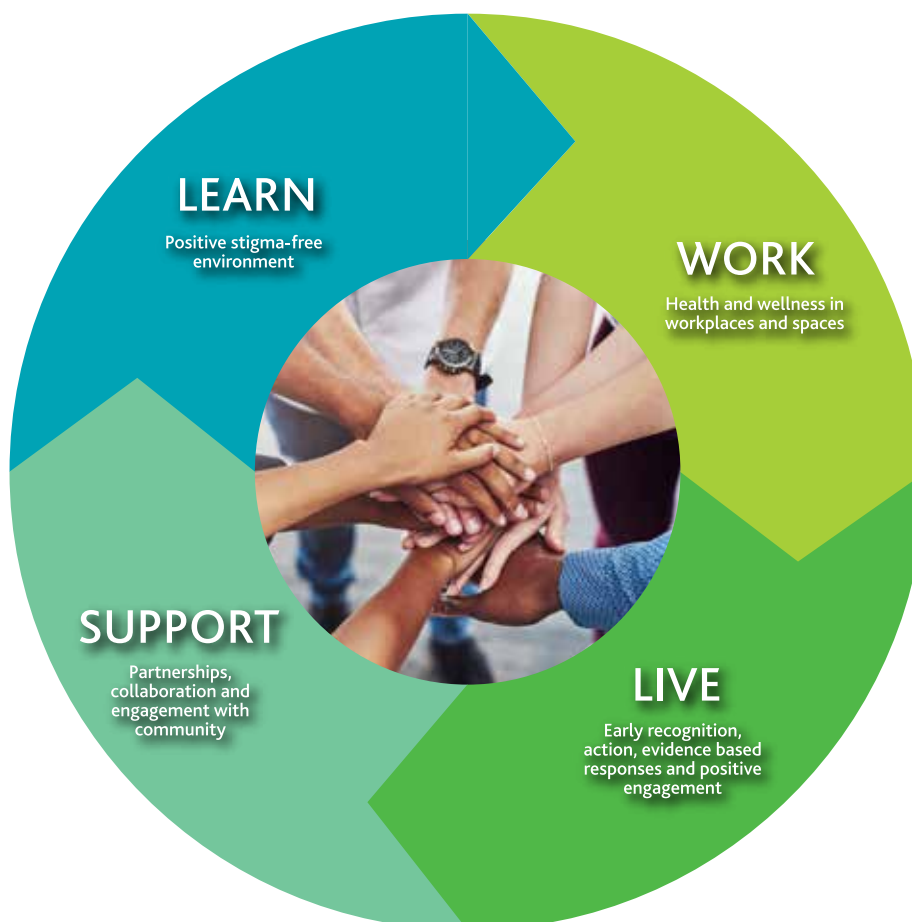 LEARN
Positive stigma-free
environment
WORK
Health and wellness in
workplaces and spaces
SUPPORT
Partnerships,
collaboration and
engagement with
community
LIVE
Early recognition,
action, evidence based
responses and positive
engagement